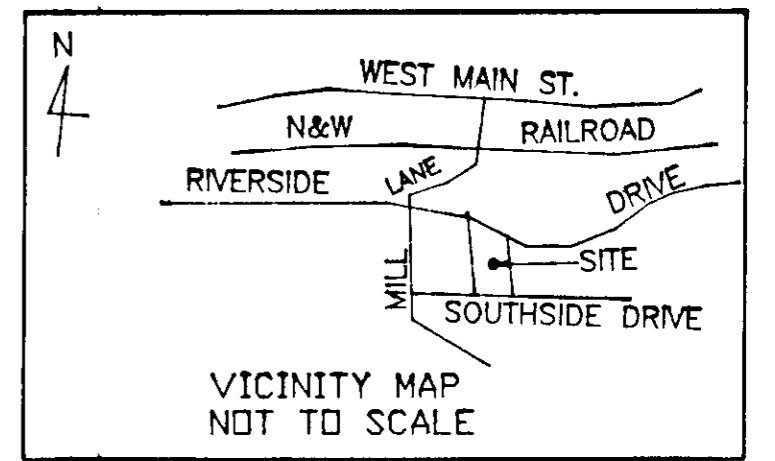 N
WEST MAIN ST.
N&W RAILROAD
RIVERSIDE DRIVE
MILL LANE
SITE
SOUTHSIDE DRIVE
VICINITY MAP
NOT TO SCALE